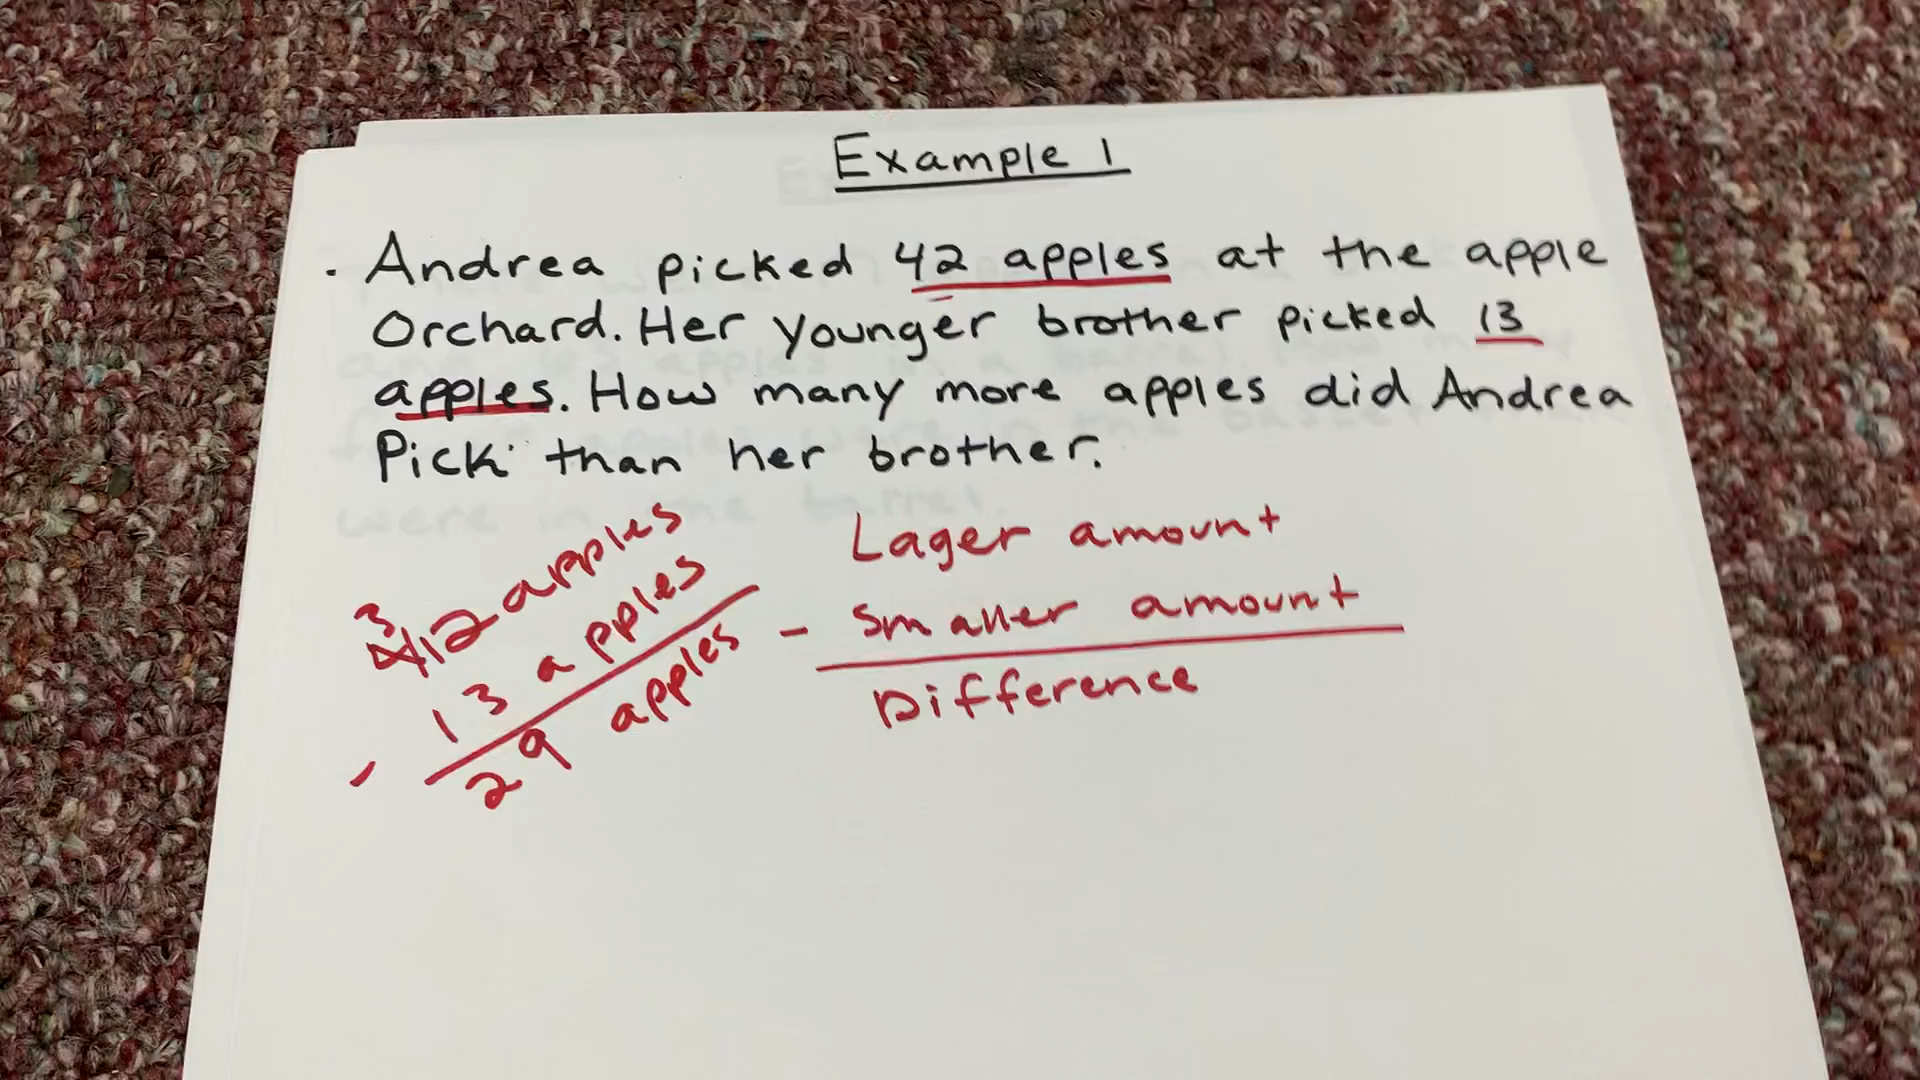 Example 1
. Andrea picked 42 apples at the apple
Orchard. Her younger brother picked 13
apples. How many more apples did Andrea
Pick than her brother.
3
412 apples
- 13 apples
29 apples
Lager amount
- smaller amount
Difference